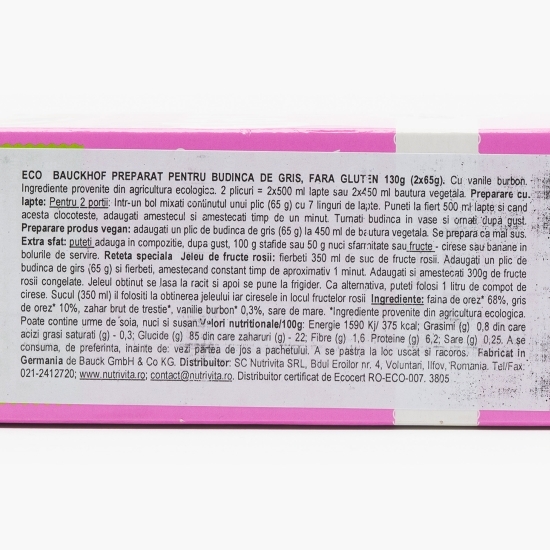 ECO BAUCKHOF PREPARAT PENTRU BUDINCA DE GRIS, FARA GLUTEN 130g (2x65g). Cu vanilie burbon.
Ingrediente provenite din agricultura ecologica. 2 plicuri = 2x500 ml lapte sau 2x450 ml bautura vegetala. Preparare cu
lapte: Pentru 2 portii: Intr-un bol mixati continutul unui plic (65 g) cu 7 linguri de lapte. Puneti la fiert 500 ml lapte si cand
acesta clocoteste, adaugati amestecul si amestecati timp de un minut. Turnati budinca in vase si ornati dupa gust.
Preparare produs vegan: adaugati un plic de budinca de gris (65 g) la 450 ml de bautura vegetala. Se prepara ca mai sus.
Extra sfat: puteti adauga in compozitie, dupa gust, 100 g stafide sau 50 g nuci sfarmitate sau fructe - cirese sau banane in
bolurile de servire. Reteta speciala Jeleu de fructe rosii: fierbeti 350 ml de suc de fructe rosii. Adaugati un plic de
budinca de girs (65 g) si fierbeti, amestecand constant timp de aproximativ 1 minut. Adaugati si amestecati 300g de fructe
rosii congelate. Jeleul obtinut se lasa la racit si apoi se pune la frigider. Ca alternativa, puteti folosi 1 litru de compot de
cirese. Sucul (350 ml) il folositi la obtinerea jeleului iar ciresele in locul fructelor rosii Ingrediente: faina de orez* 68%, gris
de orez* 10%, zahar brut de trestie*, vanilie burbon* 0,3%, sare de mare. *Ingrediente provenite din agricultura ecologica.
Poate contine urme de soia, nuci si susan. Valori nutritionale/100g: Energie 1590 Kj/ 375 kcal; Grasimi (g) 0,8 din care
acizi grasi saturati (g) - 0,3; Glucide (g) 85 din care zaharuri (g) - 22; Fibre (g) 1,6 Proteine (g) 6,2; Sare (g) 0,25. A se
consuma, de preferinta, inainte de: vezi partea de jos a pachetului. A se pastra la loc uscat si racoros. Fabricat in
Germania de Bauck GmbH & Co KG. Distribuitor: SC Nutrivita SRL, Bdul Eroilor nr. 4, Voluntari, Ilfov, Romania. Tel/Fax:
021-2412720; www.nutrivita.ro; contact@nutrivita.ro. Distribuitor certificat de Ecocert RO-ECO-007. 3805